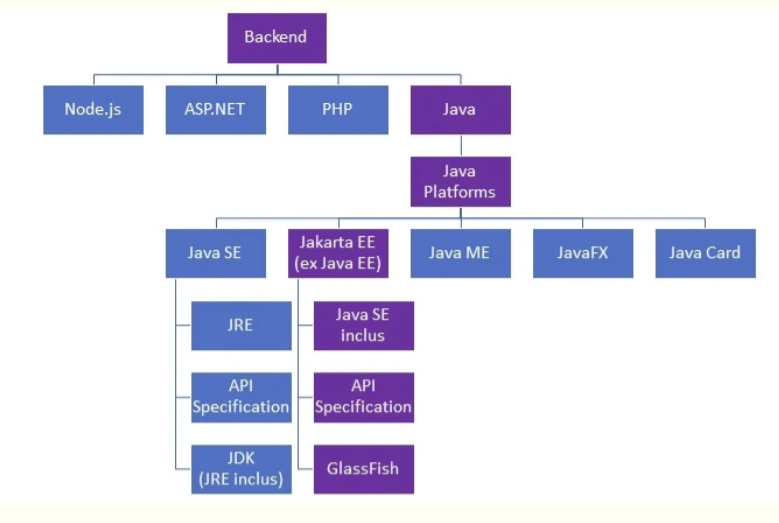 Backend
Node.js
ASP.NET
PHP
Java
Java
Platforms
Java SE
Jakarta EE
(ex Java EE)
Java ME
JavaFX
Java Card
JRE
Java SE
inclus
API
Specification
API
Specification
JDK
(JRE inclus)
GlassFish